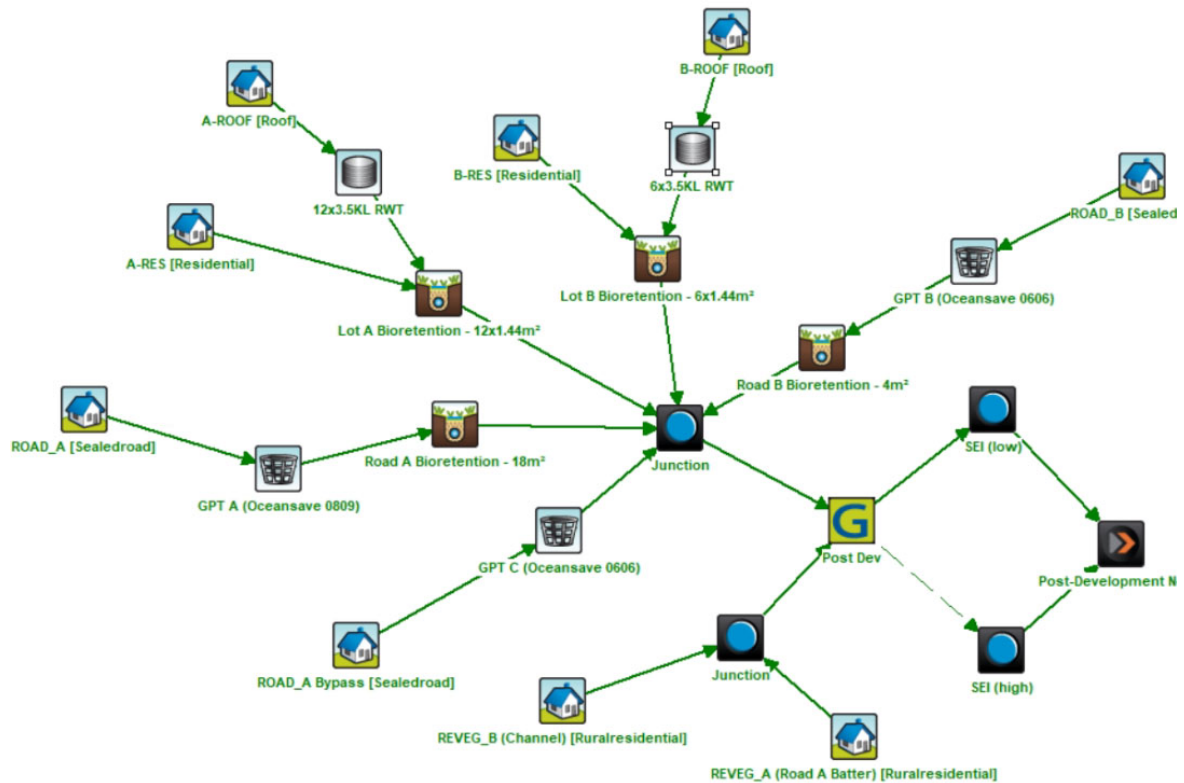 B-ROOF [Roof]
A-ROOF [Roof]
B-RES [Residential]
6x3.5KL RWT
12x3.5KL RWT
ROAD_B [Sealed
A-RES [Residential]
Lot B Bioretention - 6x1.44m²
GPT B (Oceansave 0606)
Lot A Bioretention - 12x1.44m²
Road B Bioretention - 4m²
ROAD_A [Sealedroad]
Road A Bioretention - 18m²
Junction
SEI (low)
GPT A (Oceansave 0809)
G
Post Dev
GPT C (Oceansave 0606)
Post-Development N
ROAD_A Bypass [Sealedroad]
Junction
SEI (high)
REVEG_B (Channel) [Ruralresidential]
REVEG_A (Road A Batter) [Ruralresidential]